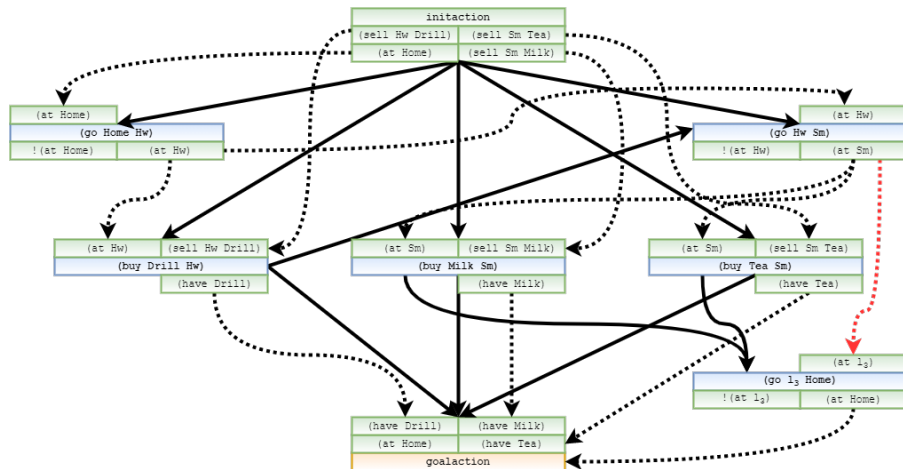 initaction
(sell Hw Drill) (sell Sm Tea)
(at Home) (sell Sm Milk)
(at Home)
(go Home Hw)
!(at Home) (at Hw)
(at Hw)
(go Hw Sm)
!(at Hw) (at Sm)
(at Hw) (sell Hw Drill)
(buy Drill Hw)
(have Drill)
(at Sm) (sell Sm Milk)
(buy Milk Sm)
(have Milk)
(at Sm) (sell Sm Tea)
(buy Tea Sm)
(have Tea)
(at l₃)
(go l₃ Home)
!(at l₃) (at Home)
(have Drill) (have Milk)
(at Home) (have Tea)
goalaction